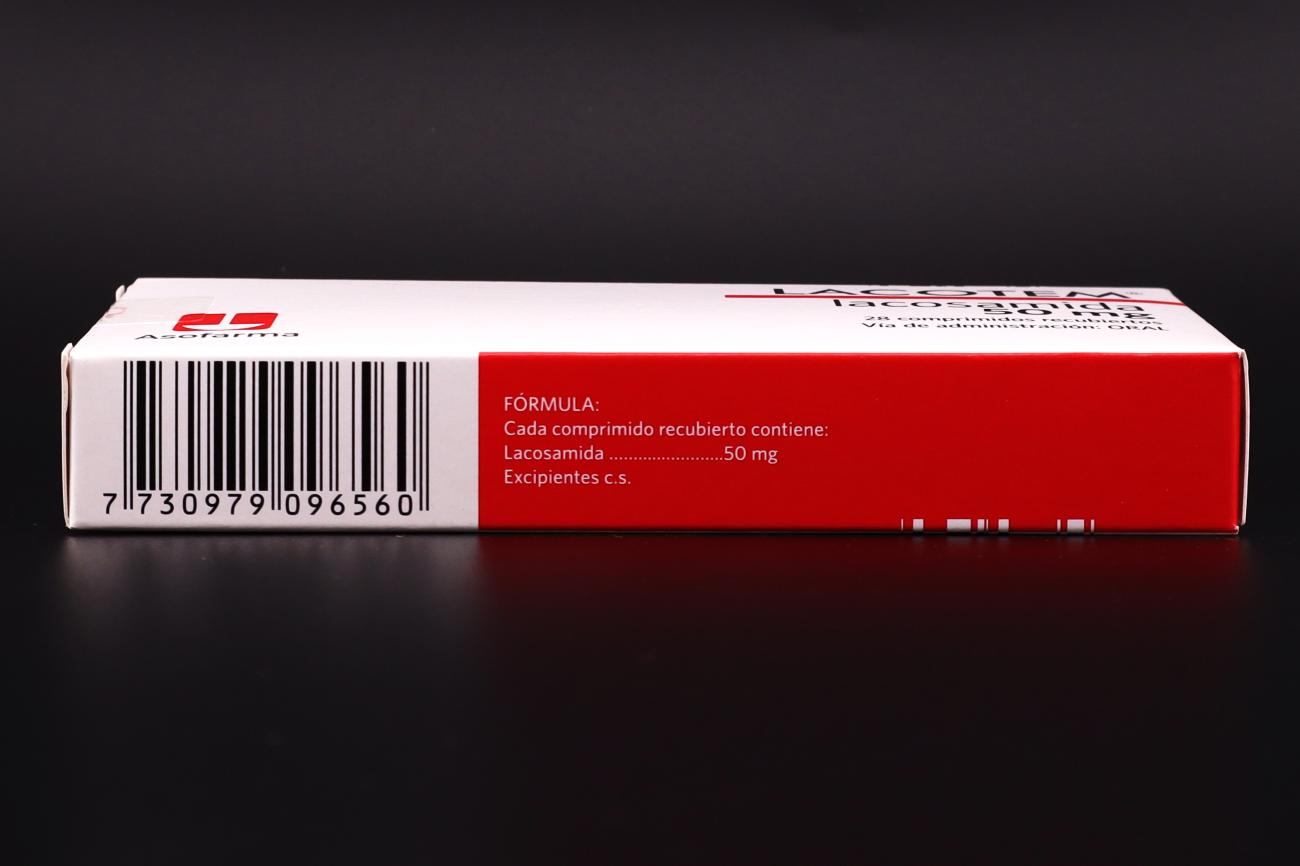 LACOTEM®
lacosamida
50 mg
28 comprimidos recubiertos
Vía de administración: ORAL
Asofarma
FÓRMULA:
Cada comprimido recubierto contiene:
Lacosamida ........................50 mg
Excipientes c.s.
7 730979 096560